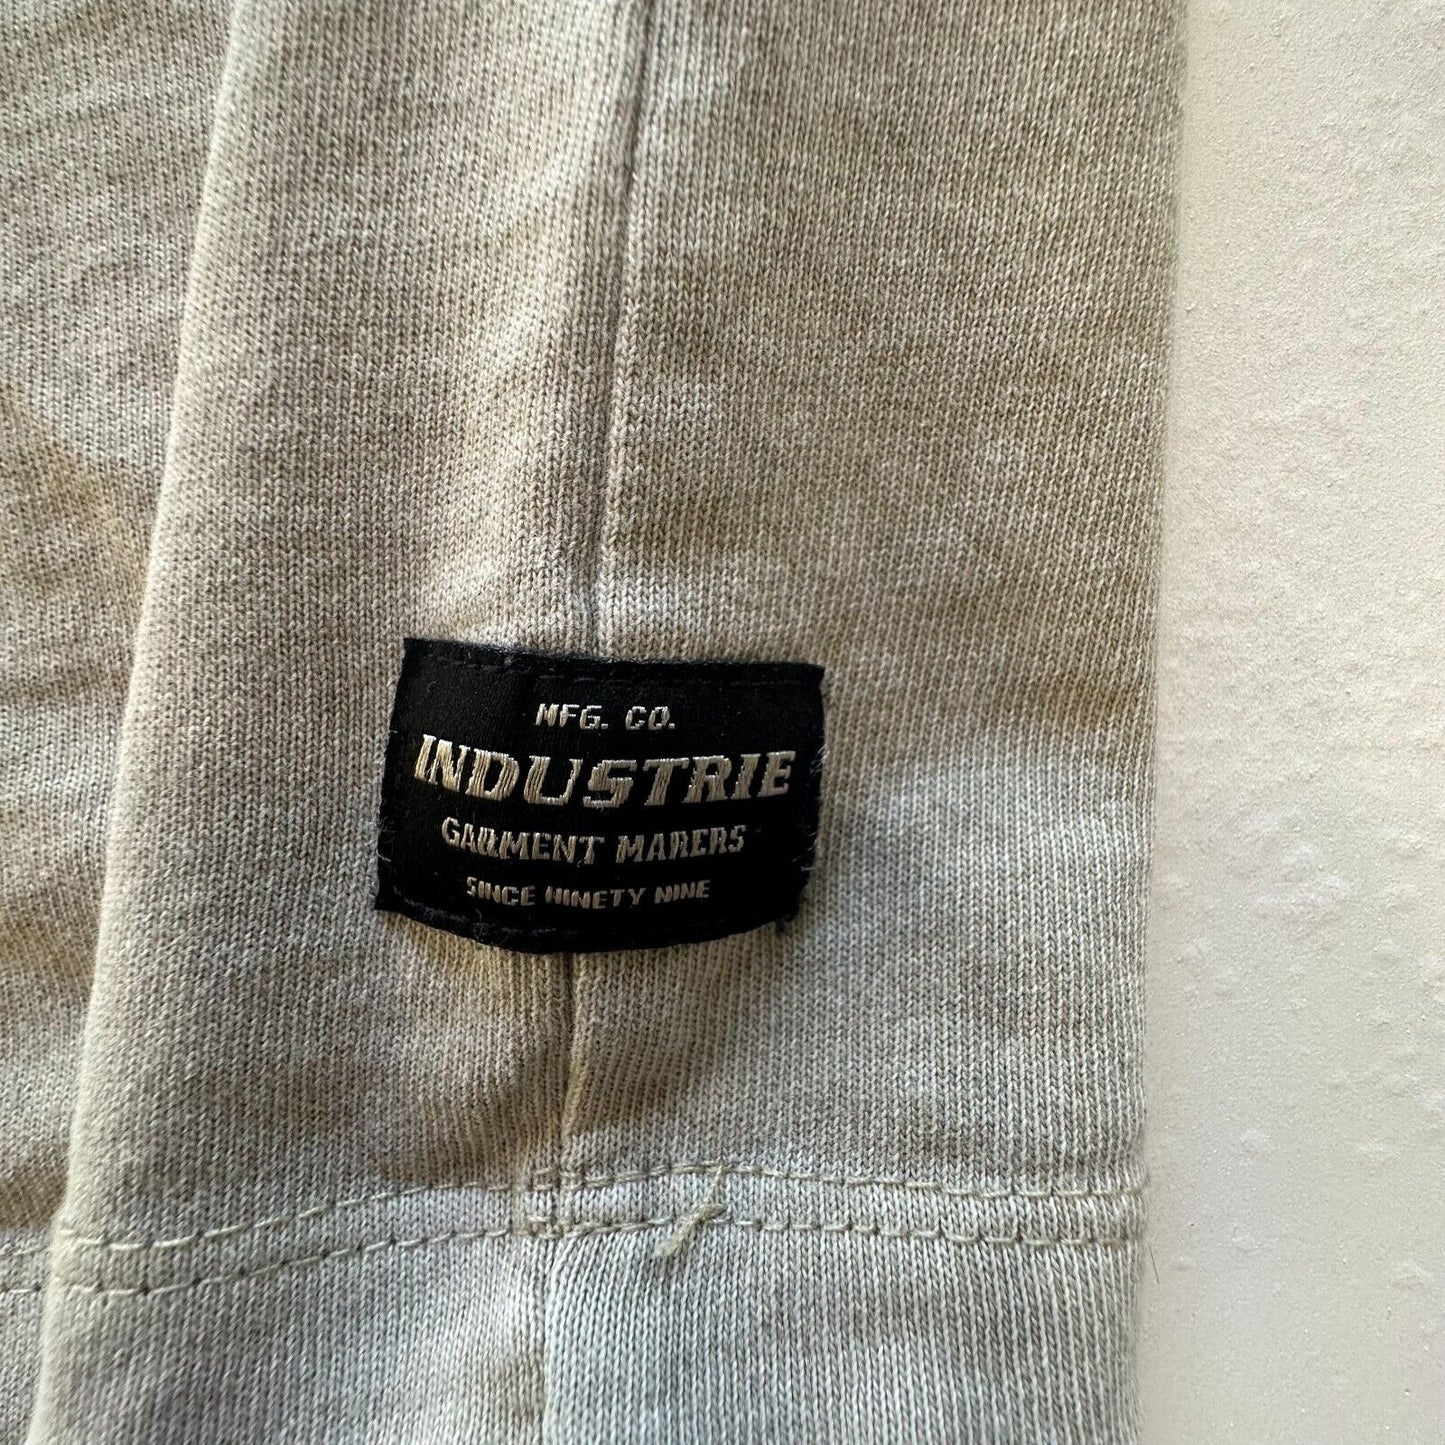 MFG. CO.
INDUSTRIE
GARMENT MAKERS
SINCE NINETY NINE